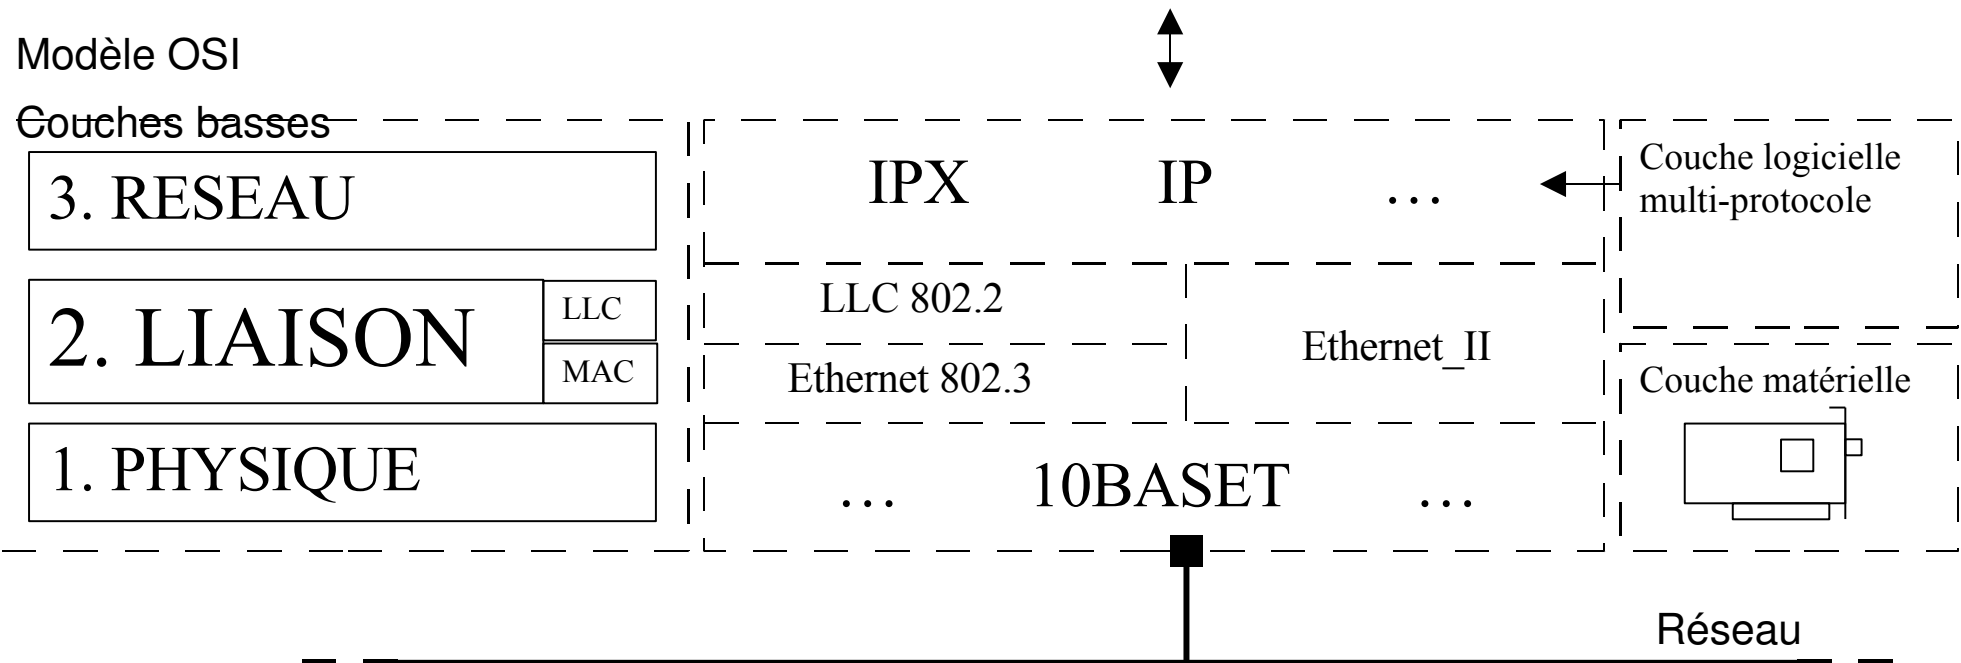 Modèle OSI
Couches basses
3. RESEAU
2. LIAISON
LLC
MAC
1. PHYSIQUE
IPX IP …
LLC 802.2
Ethernet 802.3
Ethernet_II
… 10BASET …
Couche logicielle
multi-protocole
Couche matérielle
Réseau